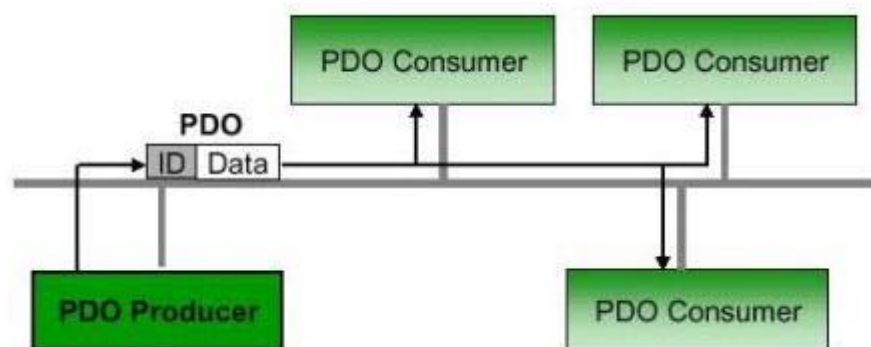 PDO Consumer
PDO Consumer
PDO
ID Data
PDO Producer
PDO Consumer